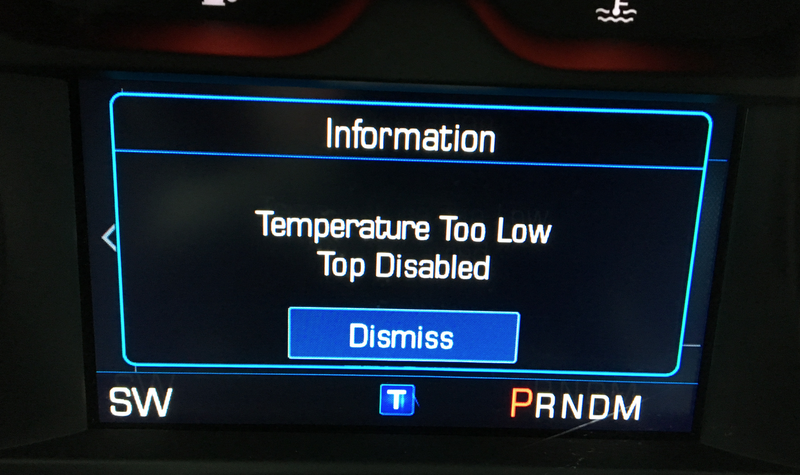 Information
Temperature Too Low
Top Disabled
Dismiss
SW T PRNDM